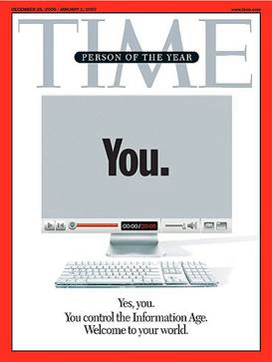 DECEMBER 25, 2006 - JANUARY 1, 2007 www.time.com
TIME
PERSON OF THE YEAR
You.
00:00/20:06
Yes, you.
You control the Information Age.
Welcome to your world.